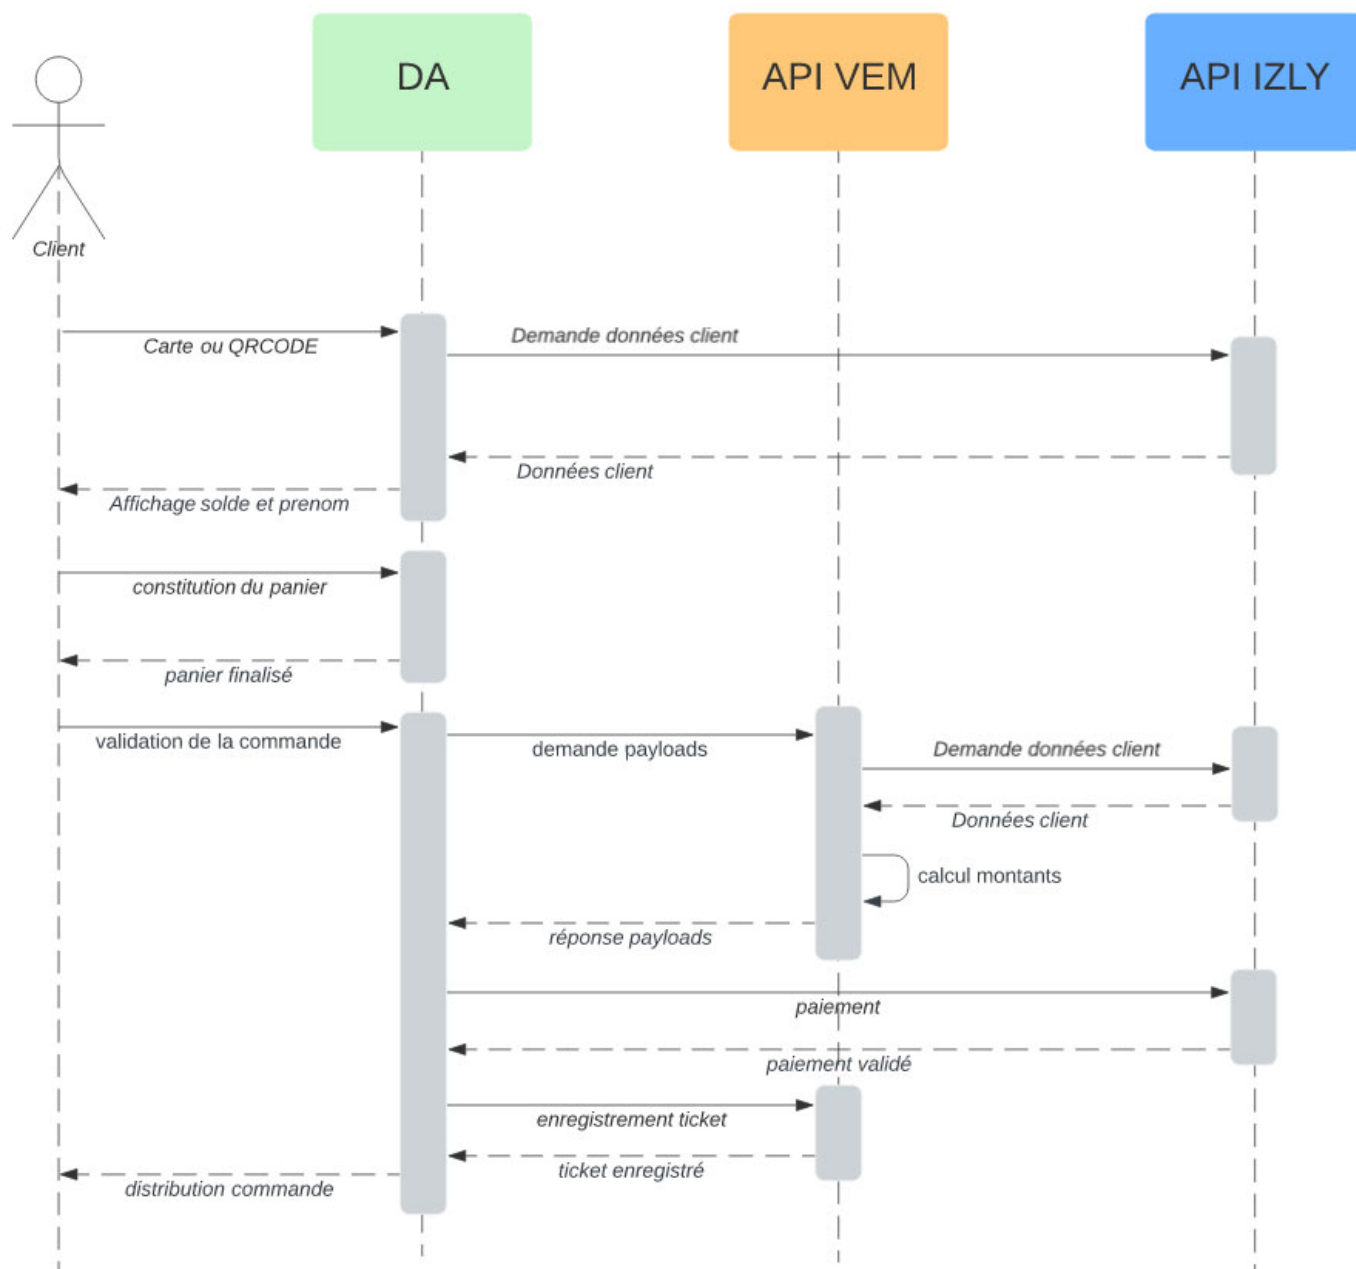 DA
API VEM
API IZLY
Client
Carte ou QRCODE
Demande données client
Données client
Affichage solde et prenom
constitution du panier
panier finalisé
validation de la commande
demande payloads
Demande données client
Données client
calcul montants
réponse payloads
paiement
paiement validé
enregistrement ticket
ticket enregistré
distribution commande